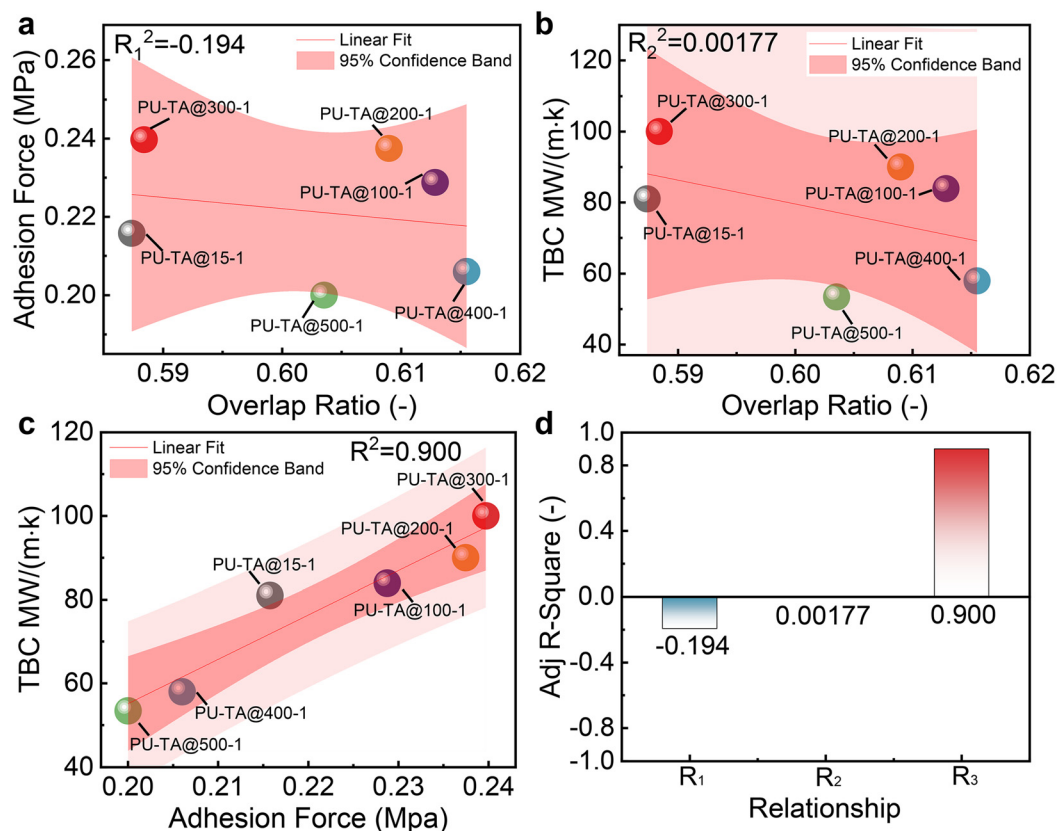 a
R₁²=-0.194
Linear Fit
95% Confidence Band
PU-TA@300-1
PU-TA@200-1
PU-TA@100-1
PU-TA@15-1
PU-TA@500-1
PU-TA@400-1
Adhesion Force (MPa)
0.26
0.24
0.22
0.20
0.59 0.60 0.61 0.62
Overlap Ratio (-)
b
R₂²=0.00177
Linear Fit
95% Confidence Band
PU-TA@300-1
PU-TA@200-1
PU-TA@100-1
PU-TA@15-1
PU-TA@400-1
PU-TA@500-1
TBC MW/(m·k)
120
100
80
60
40
0.59 0.60 0.61 0.62
Overlap Ratio (-)
c
Linear Fit
95% Confidence Band
R²=0.900
PU-TA@300-1
PU-TA@200-1
PU-TA@15-1
PU-TA@100-1
PU-TA@400-1
PU-TA@500-1
TBC MW/(m·k)
120
100
80
60
40
0.20 0.21 0.22 0.23 0.24
Adhesion Force (Mpa)
d
Adj R-Square (-)
1.0
0.8
0.4
0.0
-0.4
-0.8
-1.0
-0.194
0.00177
0.900
R₁ R₂ R₃
Relationship